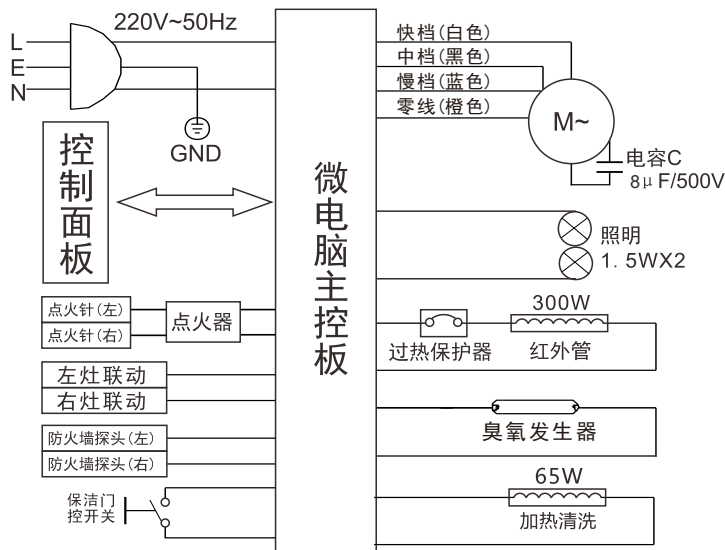 220V~50Hz
L
E
N
GND
控制面板
微电脑主控板
快档(白色)
中档(黑色)
慢档(蓝色)
零线(橙色)
M~
电容C
8μF/500V
照明
1. 5WX2
点火针(左)
点火针(右)
点火器
300W
过热保护器
红外管
左灶联动
右灶联动
臭氧发生器
防火墙探头(左)
防火墙探头(右)
65W
加热清洗
保洁门
控开关